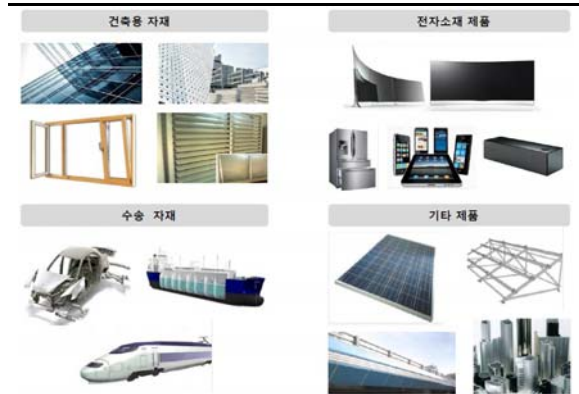 건축용 자재
전자소재 제품
수송 자재
기타 제품